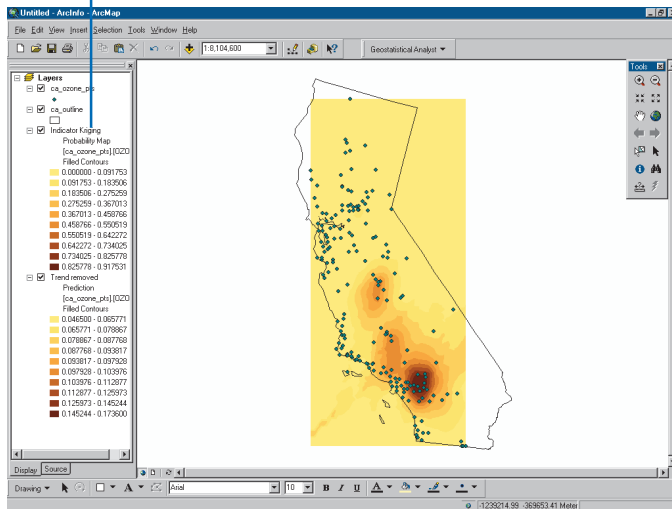 Untitled - ArcInfo - ArcMap
File Edit View Insert Selection Tools Window Help
1:8,104,600
Geostatistical Analyst
Tools
Layers
ca_ozone_pts
ca_outline
Indicator Kriging
Probability Map
[ca_ozone_pts].[OZO
Filled Contours
0.000000 - 0.091753
0.091753 - 0.183506
0.183506 - 0.275259
0.275259 - 0.367013
0.367013 - 0.458766
0.458766 - 0.550519
0.550519 - 0.642272
0.642272 - 0.734025
0.734025 - 0.825778
0.825778 - 0.917531
Trend removed
Prediction
[ca_ozone_pts].[OZO
Filled Contours
0.046500 - 0.065771
0.065771 - 0.078867
0.078867 - 0.087768
0.087768 - 0.093817
0.093817 - 0.097928
0.097928 - 0.103976
0.103976 - 0.112877
0.112877 - 0.125973
0.125973 - 0.145244
0.145244 - 0.173600
Display Source
Drawing A Arial 10 B I U A
-1239214.99 -369653.41 Meter